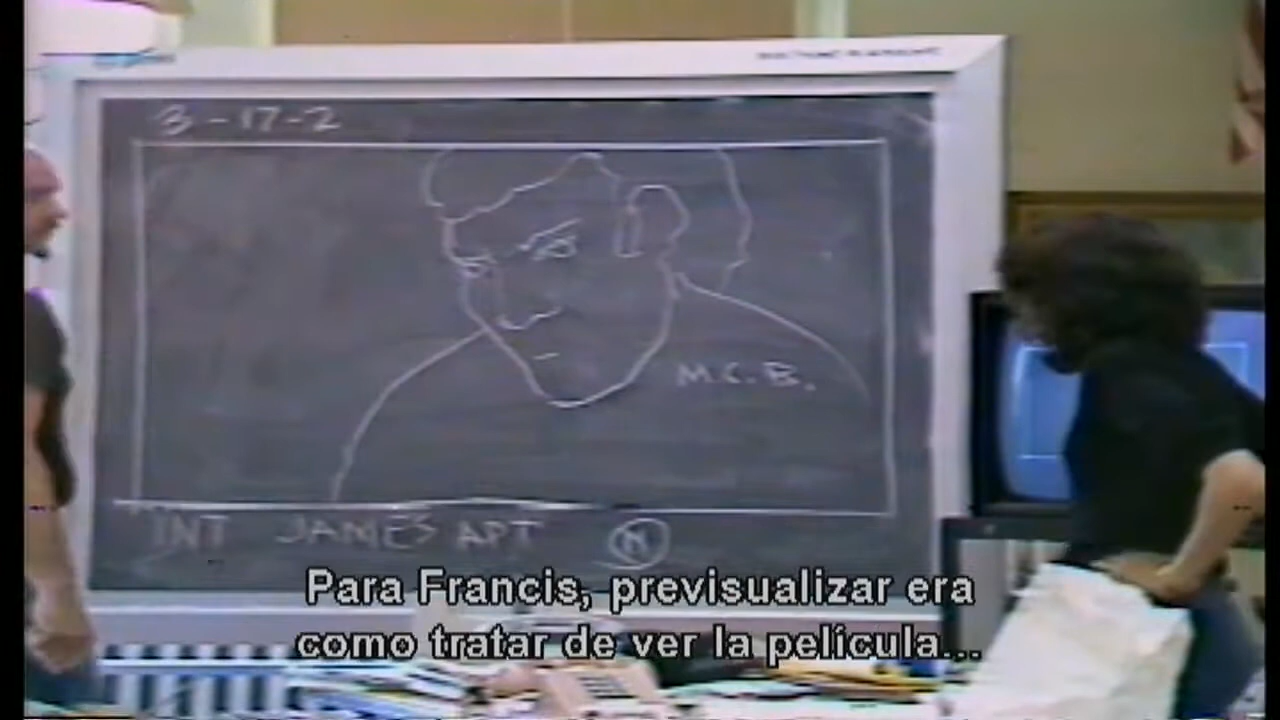 3-17-2
M.C.B.
INT JAMES APT N
Para Francis, previsualizar era
como tratar de ver la película...